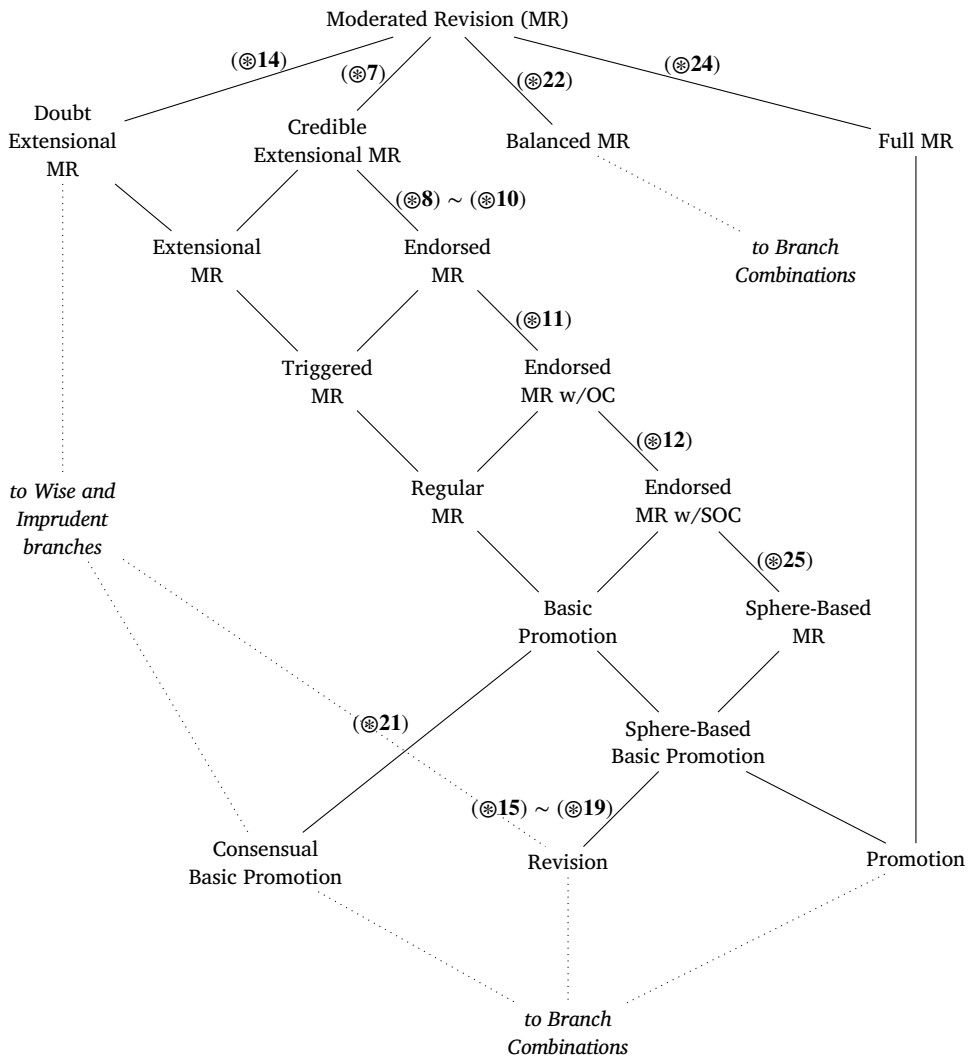 Moderated Revision (MR)
(⊛14)
(⊛7)
(⊛22)
(⊛24)
Doubt
Extensional
MR
Credible
Extensional MR
Balanced MR
Full MR
(⊛8) ∼ (⊛10)
Extensional
MR
Endorsed
MR
to Branch
Combinations
(⊛11)
Triggered
MR
Endorsed
MR w/OC
(⊛12)
to Wise and
Imprudent
branches
Regular
MR
Endorsed
MR w/SOC
(⊛25)
Basic
Promotion
Sphere-Based
MR
(⊛21)
Sphere-Based
Basic Promotion
(⊛15) ∼ (⊛19)
Consensual
Basic Promotion
Revision
Promotion
to Branch
Combinations